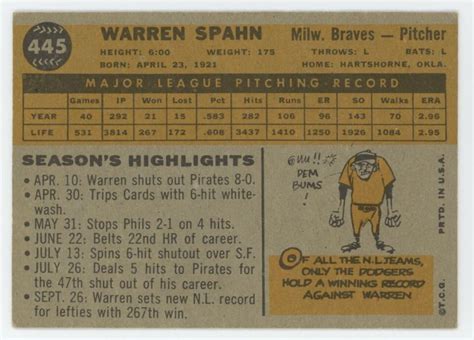 445
WARREN SPAHN
Milw. Braves — Pitcher
HEIGHT: 6:00 WEIGHT: 175 THROWS: L BATS: L
BORN: APRIL 23, 1921 HOME: HARTSHORNE, OKLA.
MAJOR LEAGUE PITCHING RECORD
Games IP Won Lost Pct. Hits Runs ER SO Walks ERA
YEAR 40 292 21 15 .583 282 106 96 143 70 2.96
LIFE 531 3814 267 172 .608 3437 1410 1250 1926 1084 2.95
SEASON'S HIGHLIGHTS
• APR. 10: Warren shuts out Pirates 8-0.
• APR. 30: Trips Cards with 6-hit white-
wash.
• MAY 31: Stops Phils 2-1 on 4 hits.
• JUNE 22: Belts 22nd HR of career.
• JULY 13: Spins 6-hit shutout over S.F.
• JULY 26: Deals 5 hits to Pirates for
the 47th shut out of his career.
• SEPT. 26: Warren sets new N.L. record
for lefties with 267th win.
DEM
BUMS!
OF ALL THE N.L. TEAMS,
ONLY THE DODGERS
HOLD A WINNING RECORD
AGAINST WARREN
©T.C.G. PRTD. IN U.S.A.